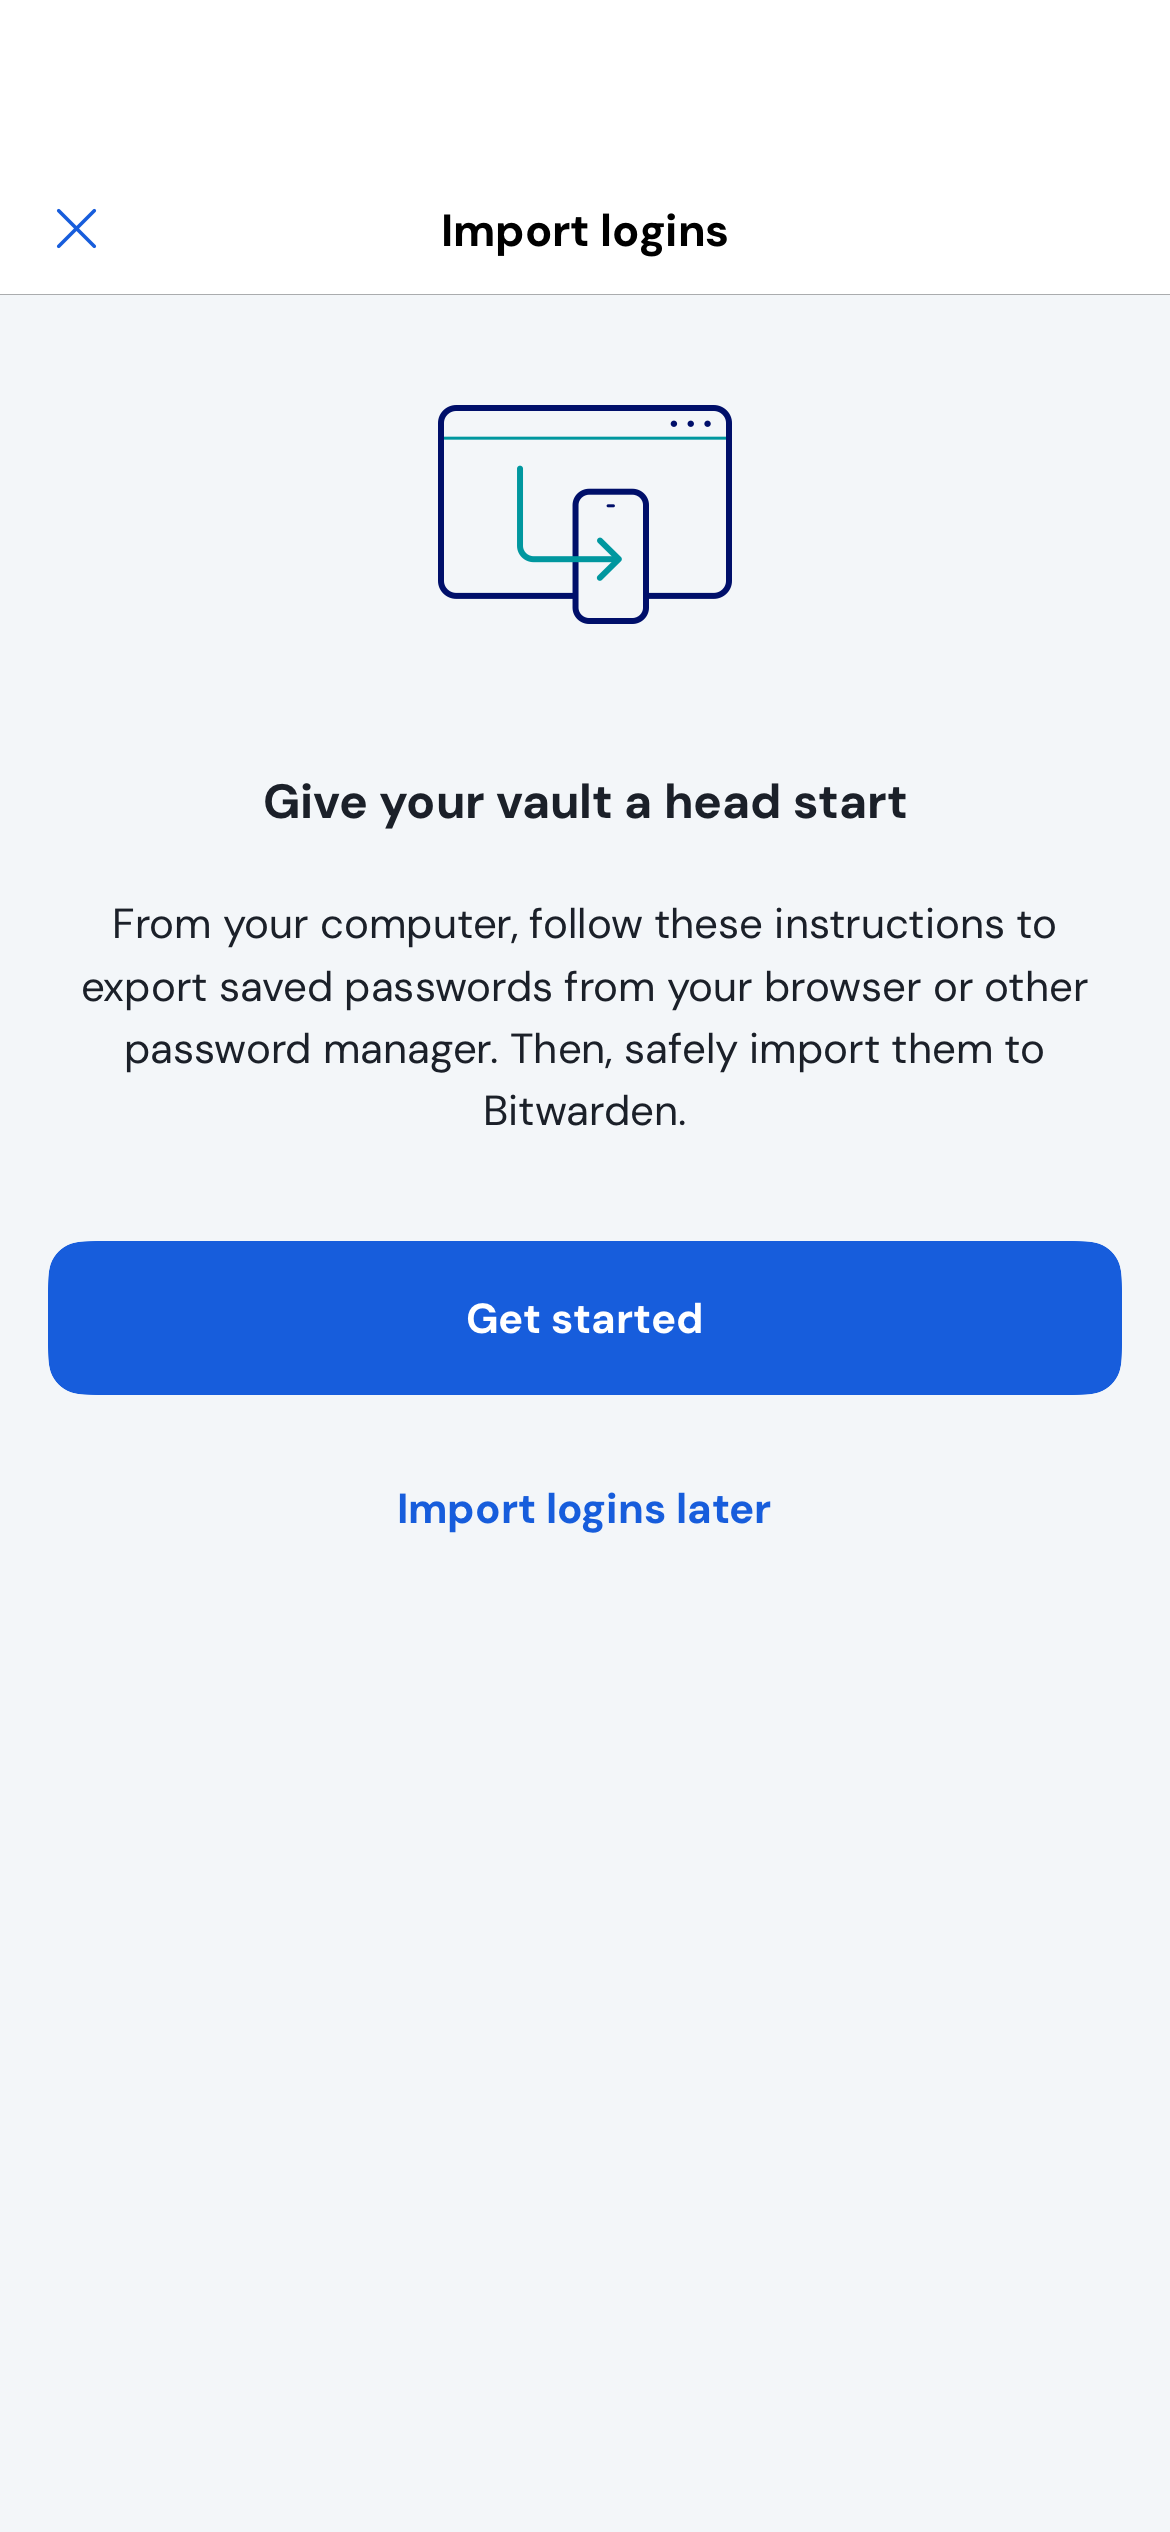 Import logins
Give your vault a head start
From your computer, follow these instructions to
export saved passwords from your browser or other
password manager. Then, safely import them to
Bitwarden.
Get started
Import logins later